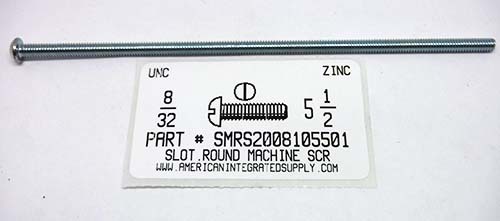 UNC ZINC
8/32 5 1/2
PART # SMRS2008105501
SLOT.ROUND MACHINE SCR
WWW.AMERICANINTEGRATEDSUPPLY.COM